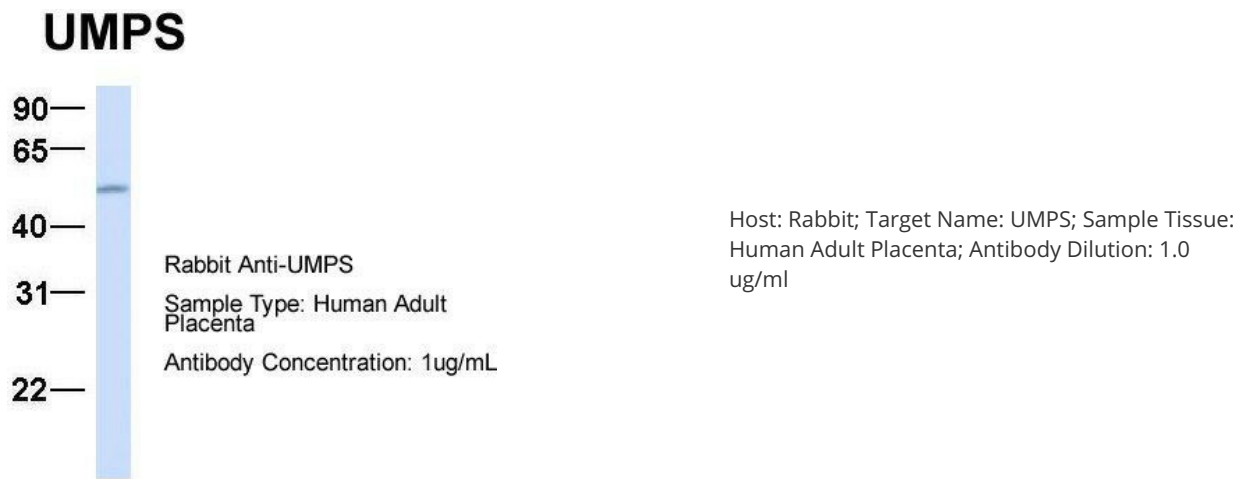 UMPS
90
65
40
31
22
Rabbit Anti-UMPS
Sample Type: Human Adult
Placenta
Antibody Concentration: 1ug/mL
Host: Rabbit; Target Name: UMPS; Sample Tissue:
Human Adult Placenta; Antibody Dilution: 1.0
ug/ml